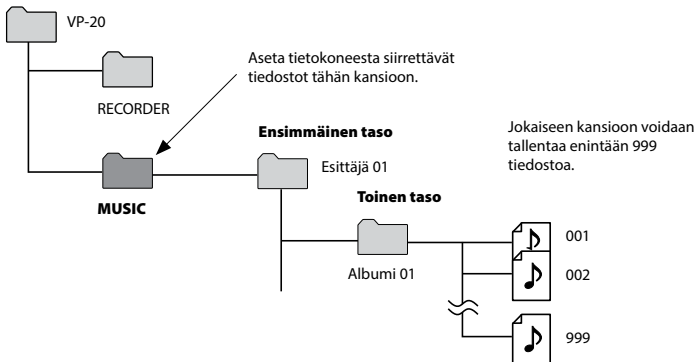 VP-20
RECORDER
Aseta tietokoneesta siirrettävät
tiedostot tähän kansioon.
MUSIC
Ensimmäinen taso
Esittäjä 01
Toinen taso
Albumi 01
Jokaiseen kansioon voidaan
tallentaa enintään 999
tiedostoa.
001
002
999